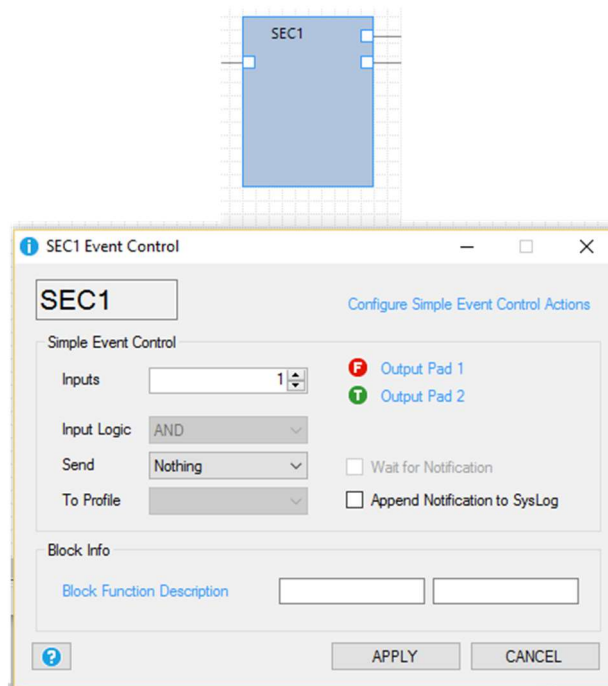 SEC1
SEC1 Event Control
SEC1
Configure Simple Event Control Actions
Simple Event Control
Inputs
1
F Output Pad 1
T Output Pad 2
Input Logic
AND
Send
Nothing
Wait for Notification
To Profile
Append Notification to SysLog
Block Info
Block Function Description
APPLY
CANCEL